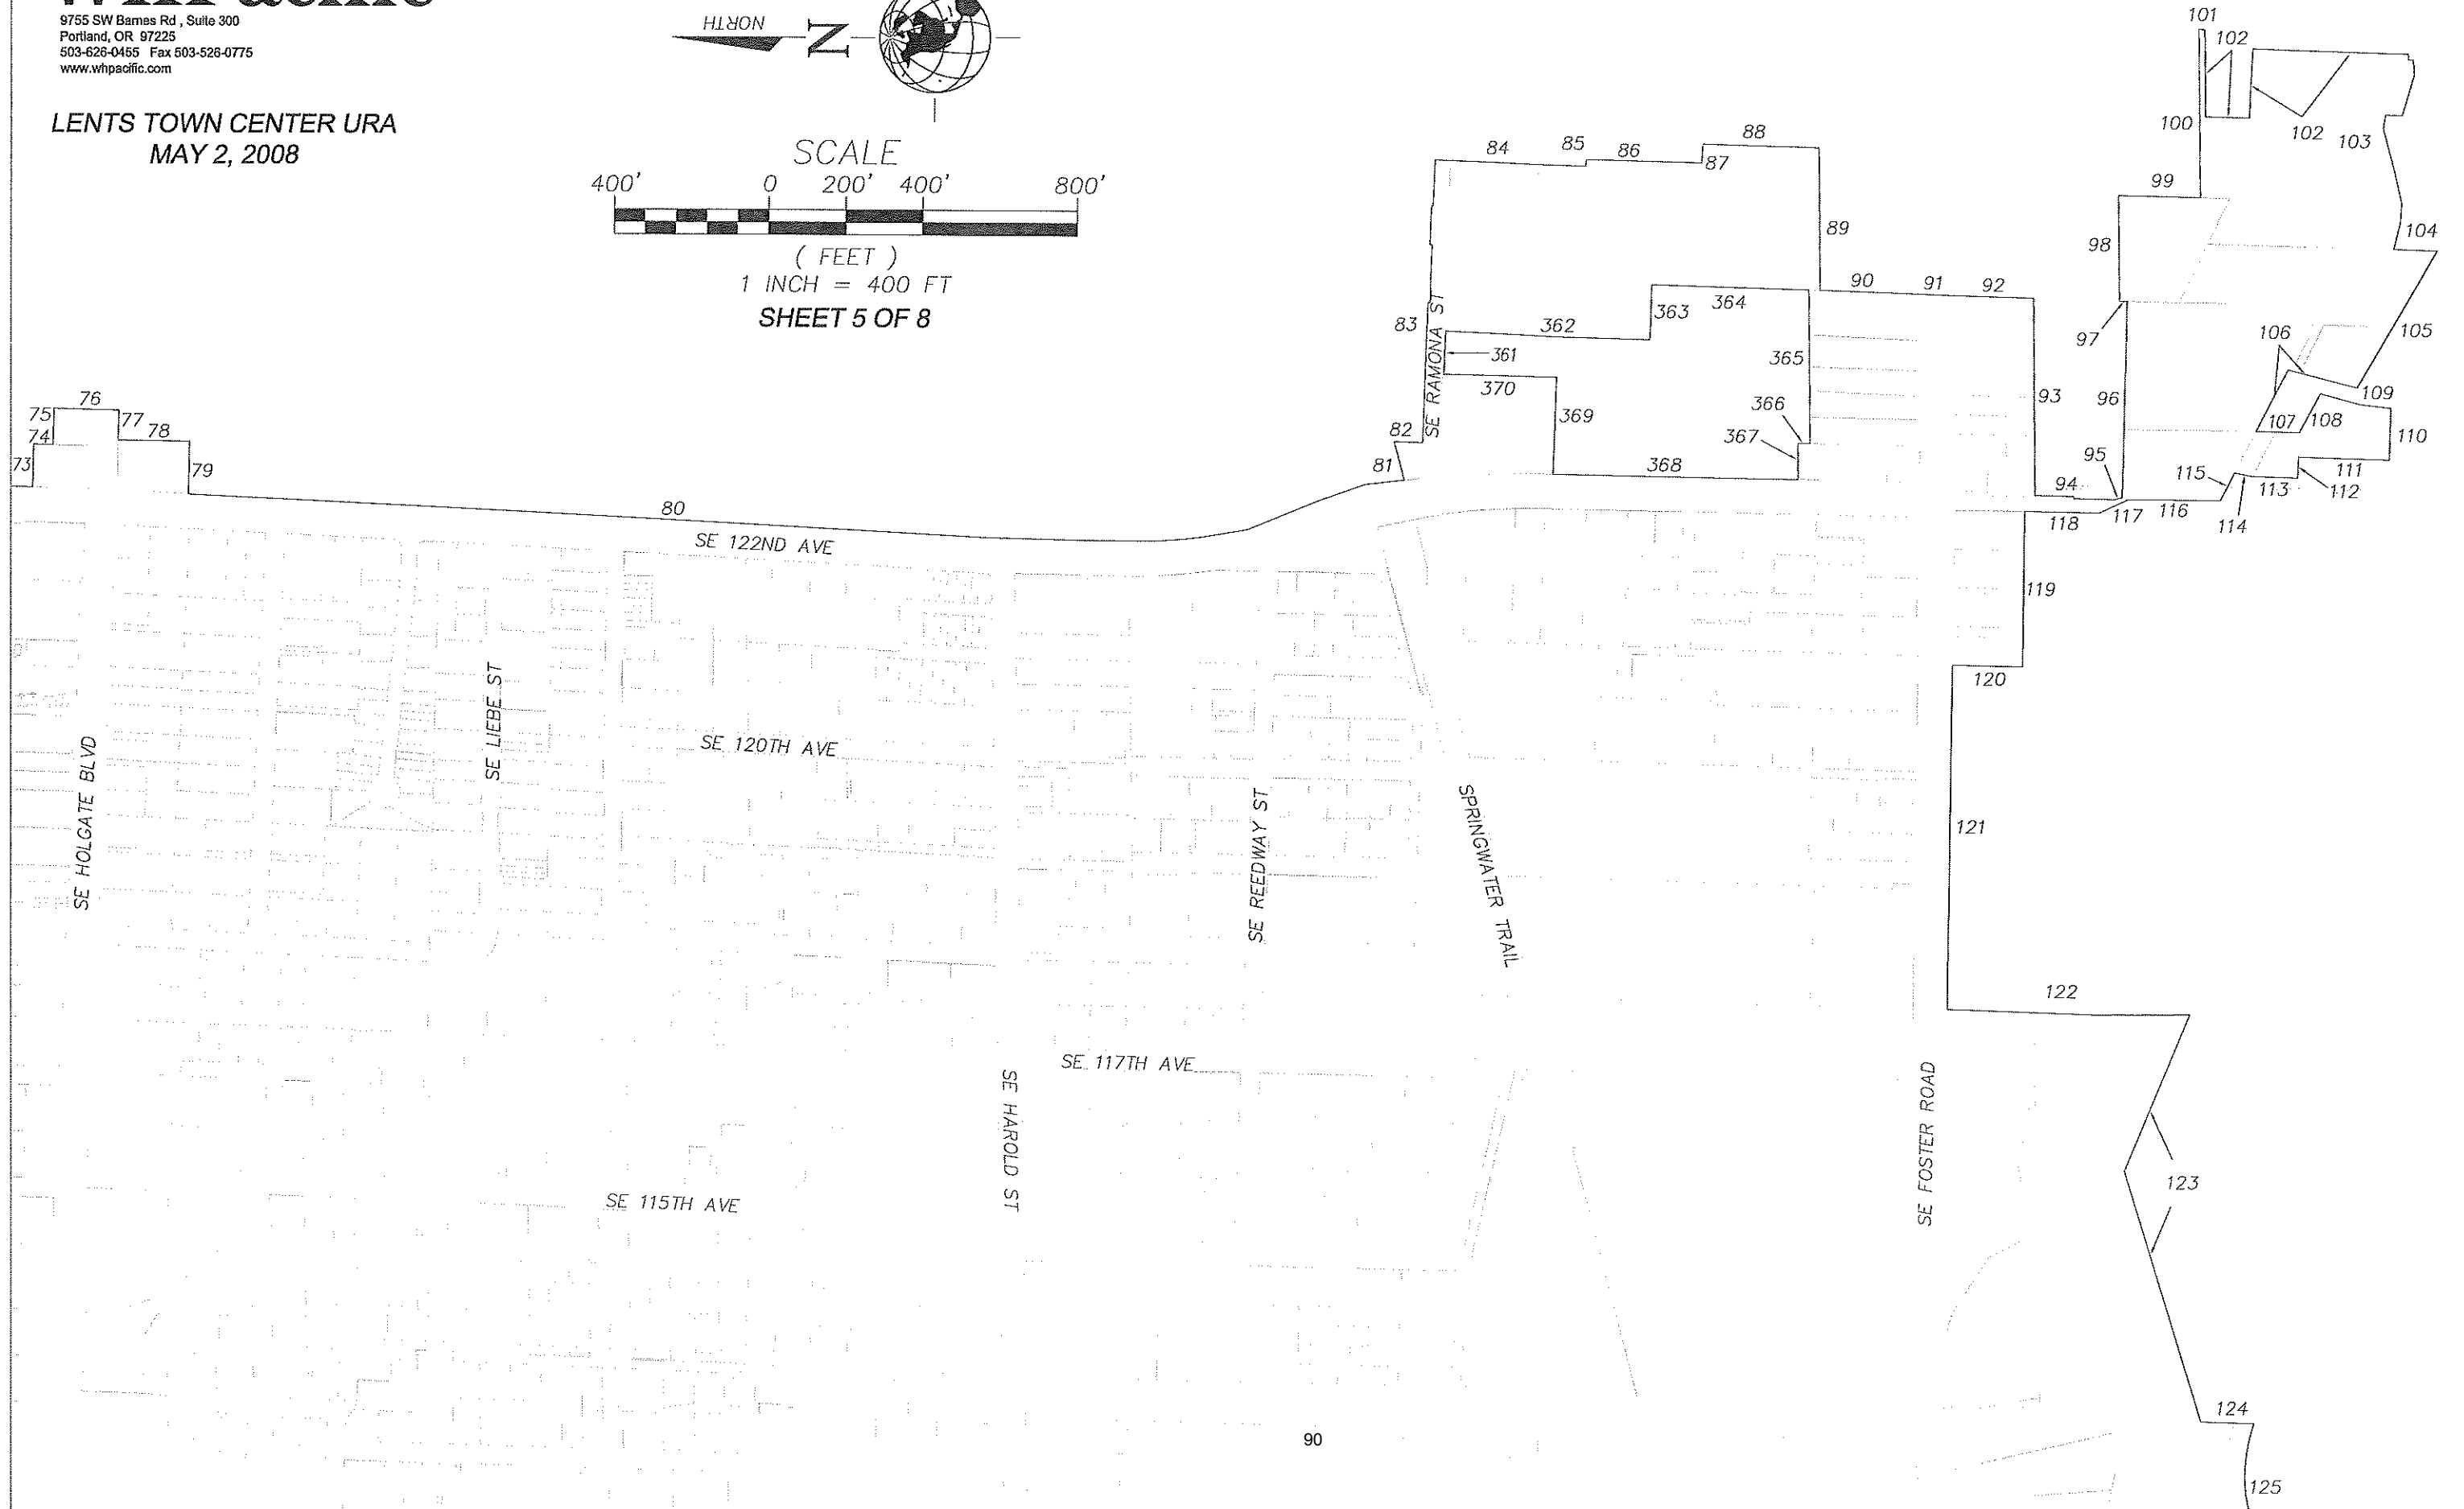 WHPacific
9755 SW Barnes Rd , Suite 300
Portland, OR 97225
503-626-0455 Fax 503-526-0775
www.whpacific.com
LENTS TOWN CENTER URA
MAY 2, 2008
NORTH
N
SCALE
400' 0 200' 400' 800'
( FEET )
1 INCH = 400 FT
SHEET 5 OF 8
101
102
100
102
103
99
98
104
97
105
106
107
108
109
110
111
112
113
114
115
116
117
118
95
94
96
93
92
91
90
89
88
87
86
85
84
83
SE RAMONA ST
82
81
361
362
363
364
365
366
367
368
369
370
73
74
75
76
77
78
79
80
SE 122ND AVE
119
120
121
122
123
124
125
SE HOLGATE BLVD
SE LIEBE ST
SE 120TH AVE
SE REEDWAY ST
SPRINGWATER TRAIL
SE 117TH AVE
SE HAROLD ST
SE 115TH AVE
SE FOSTER ROAD
90